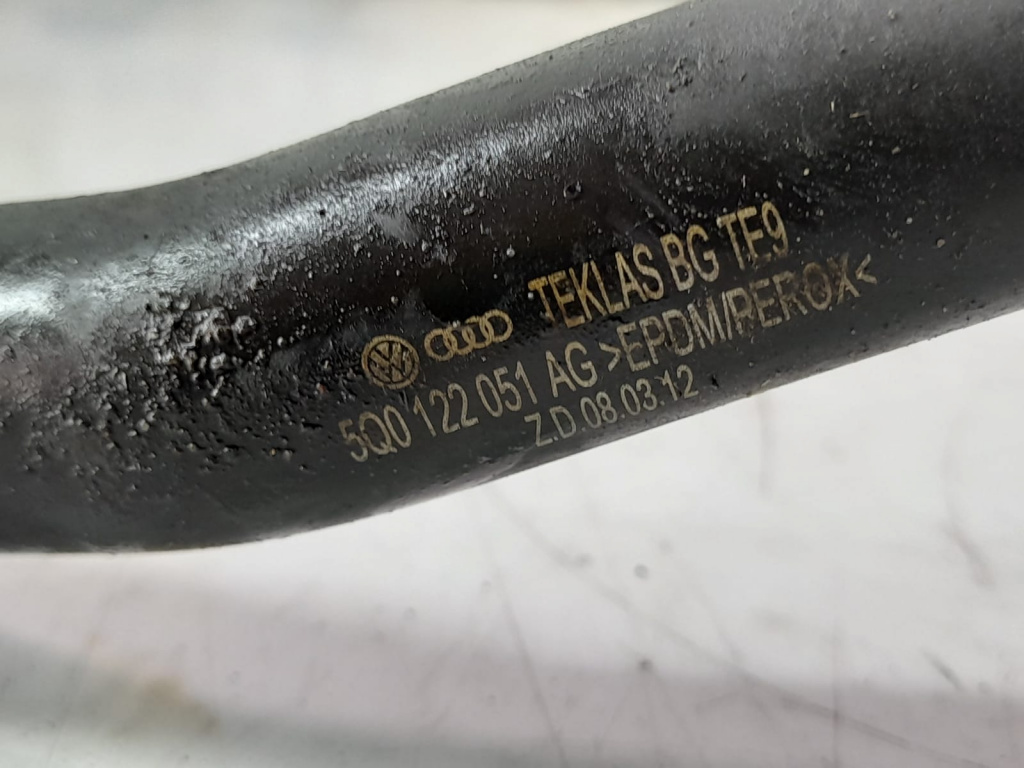 TEKLAS BG TE9
5Q0 122 051 AG >EPDM/PEROX<
Z.D.08.03.12